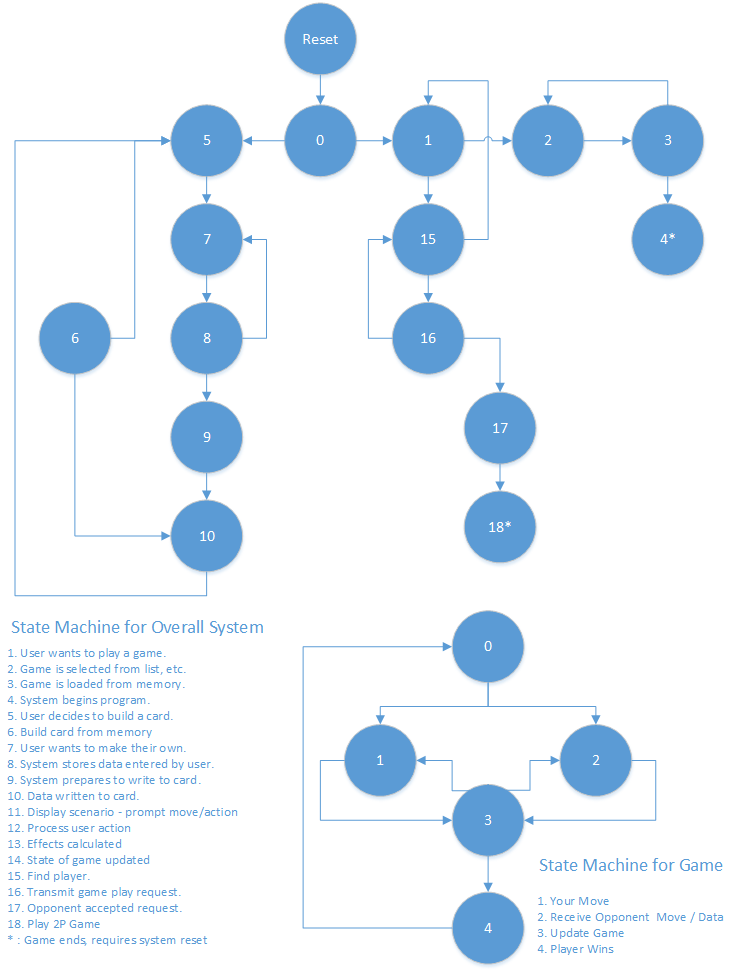 Reset
5
0
1
2
3
7
15
4*
6
8
16
9
17
10
18*
State Machine for Overall System
1. User wants to play a game.
2. Game is selected from list, etc.
3. Game is loaded from memory.
4. System begins program.
5. User decides to build a card.
6. Build card from memory
7. User wants to make their own.
8. System stores data entered by user.
9. System prepares to write to card.
10. Data written to card.
11. Display scenario - prompt move/action
12. Process user action
13. Effects calculated
14. State of game updated
15. Find player.
16. Transmit game play request.
17. Opponent accepted request.
18. Play 2P Game
* : Game ends, requires system reset
0
1
2
3
4
State Machine for Game
1. Your Move
2. Receive Opponent Move / Data
3. Update Game
4. Player Wins